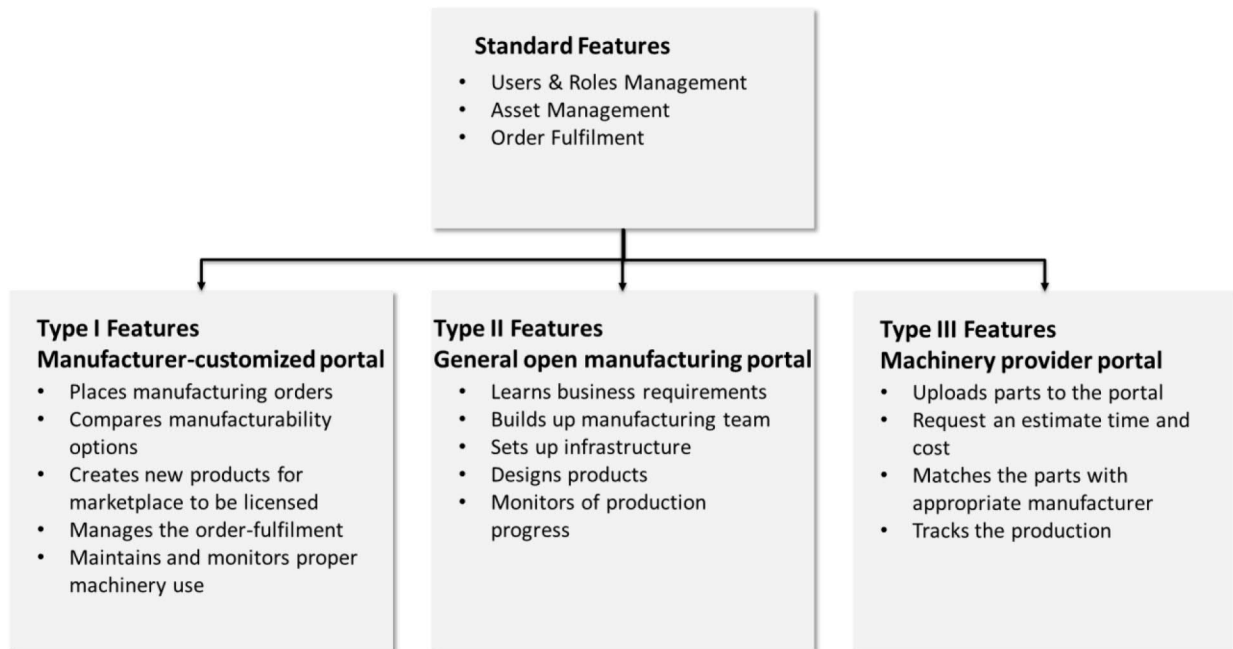 Standard Features
• Users & Roles Management
• Asset Management
• Order Fulfilment
Type I Features
Manufacturer-customized portal
• Places manufacturing orders
• Compares manufacturability
options
• Creates new products for
marketplace to be licensed
• Manages the order-fulfilment
• Maintains and monitors proper
machinery use
Type II Features
General open manufacturing portal
• Learns business requirements
• Builds up manufacturing team
• Sets up infrastructure
• Designs products
• Monitors of production
progress
Type III Features
Machinery provider portal
• Uploads parts to the portal
• Request an estimate time and
cost
• Matches the parts with
appropriate manufacturer
• Tracks the production